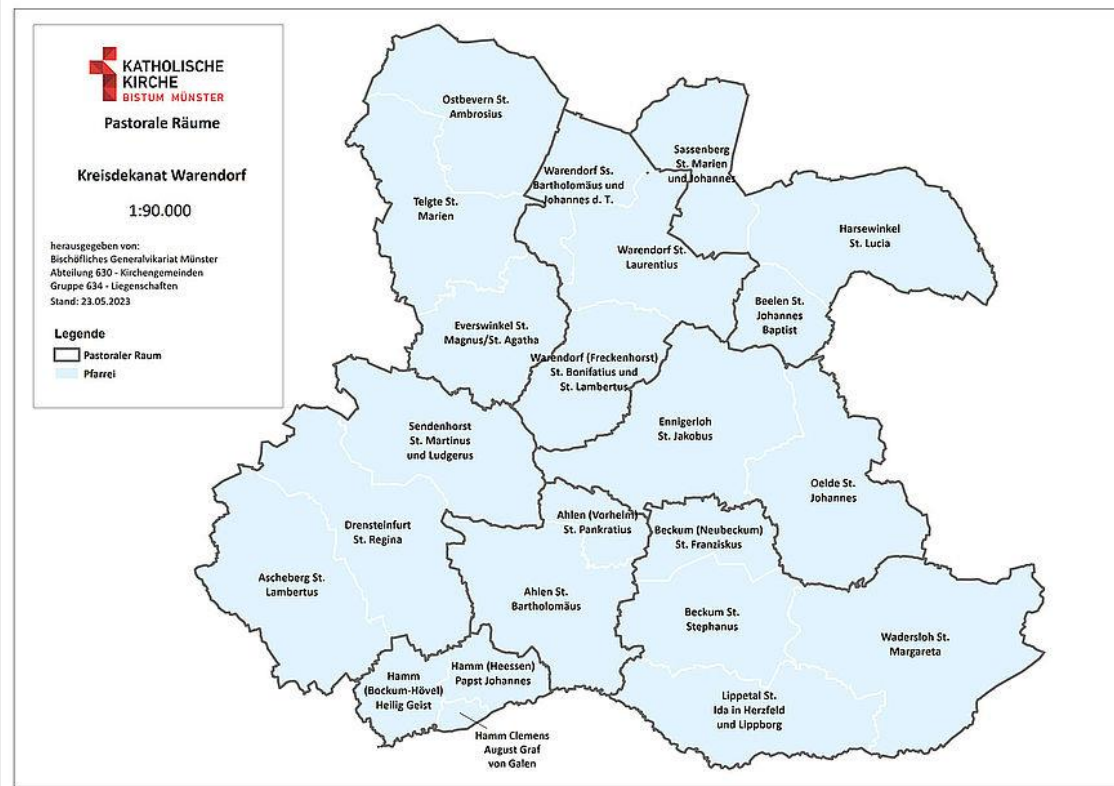 KATHOLISCHE
KIRCHE
BISTUM MÜNSTER
Pastorale Räume
Kreisdekanat Warendorf
1:90.000
herausgegeben von:
Bischöfliches Generalvikariat Münster
Abteilung 630 - Kirchengemeinden
Gruppe 634 - Liegenschaften
Stand: 23.05.2023
Legende
Pastoraler Raum
Pfarrei
Ostbevern St.
Ambrosius
Sassenberg
St. Marien
und Johannes
Warendorf Ss.
Bartholomäus und
Johannes d. T.
Telgte St.
Marien
Harsewinkel
St. Lucia
Warendorf St.
Laurentius
Beelen St.
Johannes
Baptist
Everswinkel St.
Magnus/St. Agatha
Warendorf (Freckenhorst)
St. Bonifatius und
St. Lambertus
Sendenhorst
St. Martinus
und Ludgerus
Ennigerloh
St. Jakobus
Oelde St.
Johannes
Ahlen (Vorhelm)
St. Pankratius
Drensteinfurt
St. Regina
Beckum (Neubeckum)
St. Franziskus
Ascheberg St.
Lambertus
Ahlen St.
Bartholomäus
Beckum St.
Stephanus
Wadersloh St.
Margareta
Hamm
(Bockum-Hövel)
Heilig Geist
Hamm (Heessen)
Papst Johannes
Lippetal St.
Ida in Herzfeld
und Lippborg
Hamm Clemens
August Graf
von Galen